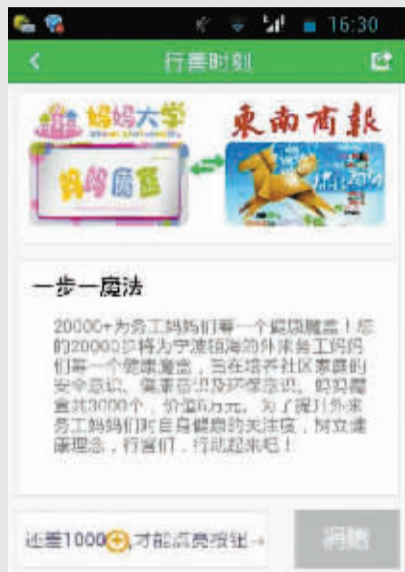 16:30
行善时刻
妈妈大学
東南商報
妈妈魔盒
一步一魔法
20000+为务工妈妈们筹一个健康魔盒！您
的20000步将为宁波镇海的外来务工妈妈
们筹一个健康魔盒，旨在培养社区家庭的
安全意识、健康意识及环保意识。妈妈魔
盒共3000个，价值6万元。为了提升外来
务工妈妈们对自身健康的关注度，树立健
康理念，行客们，行动起来吧！
还差1000 ,才能点亮按钮→
捐赠